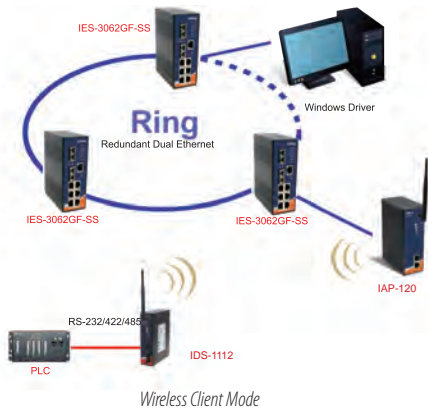 IES-3062GF-SS
Windows Driver
Ring
Redundant Dual Ethernet
IES-3062GF-SS
IES-3062GF-SS
IAP-120
RS-232/422/485
IDS-1112
PLC
Wireless Client Mode